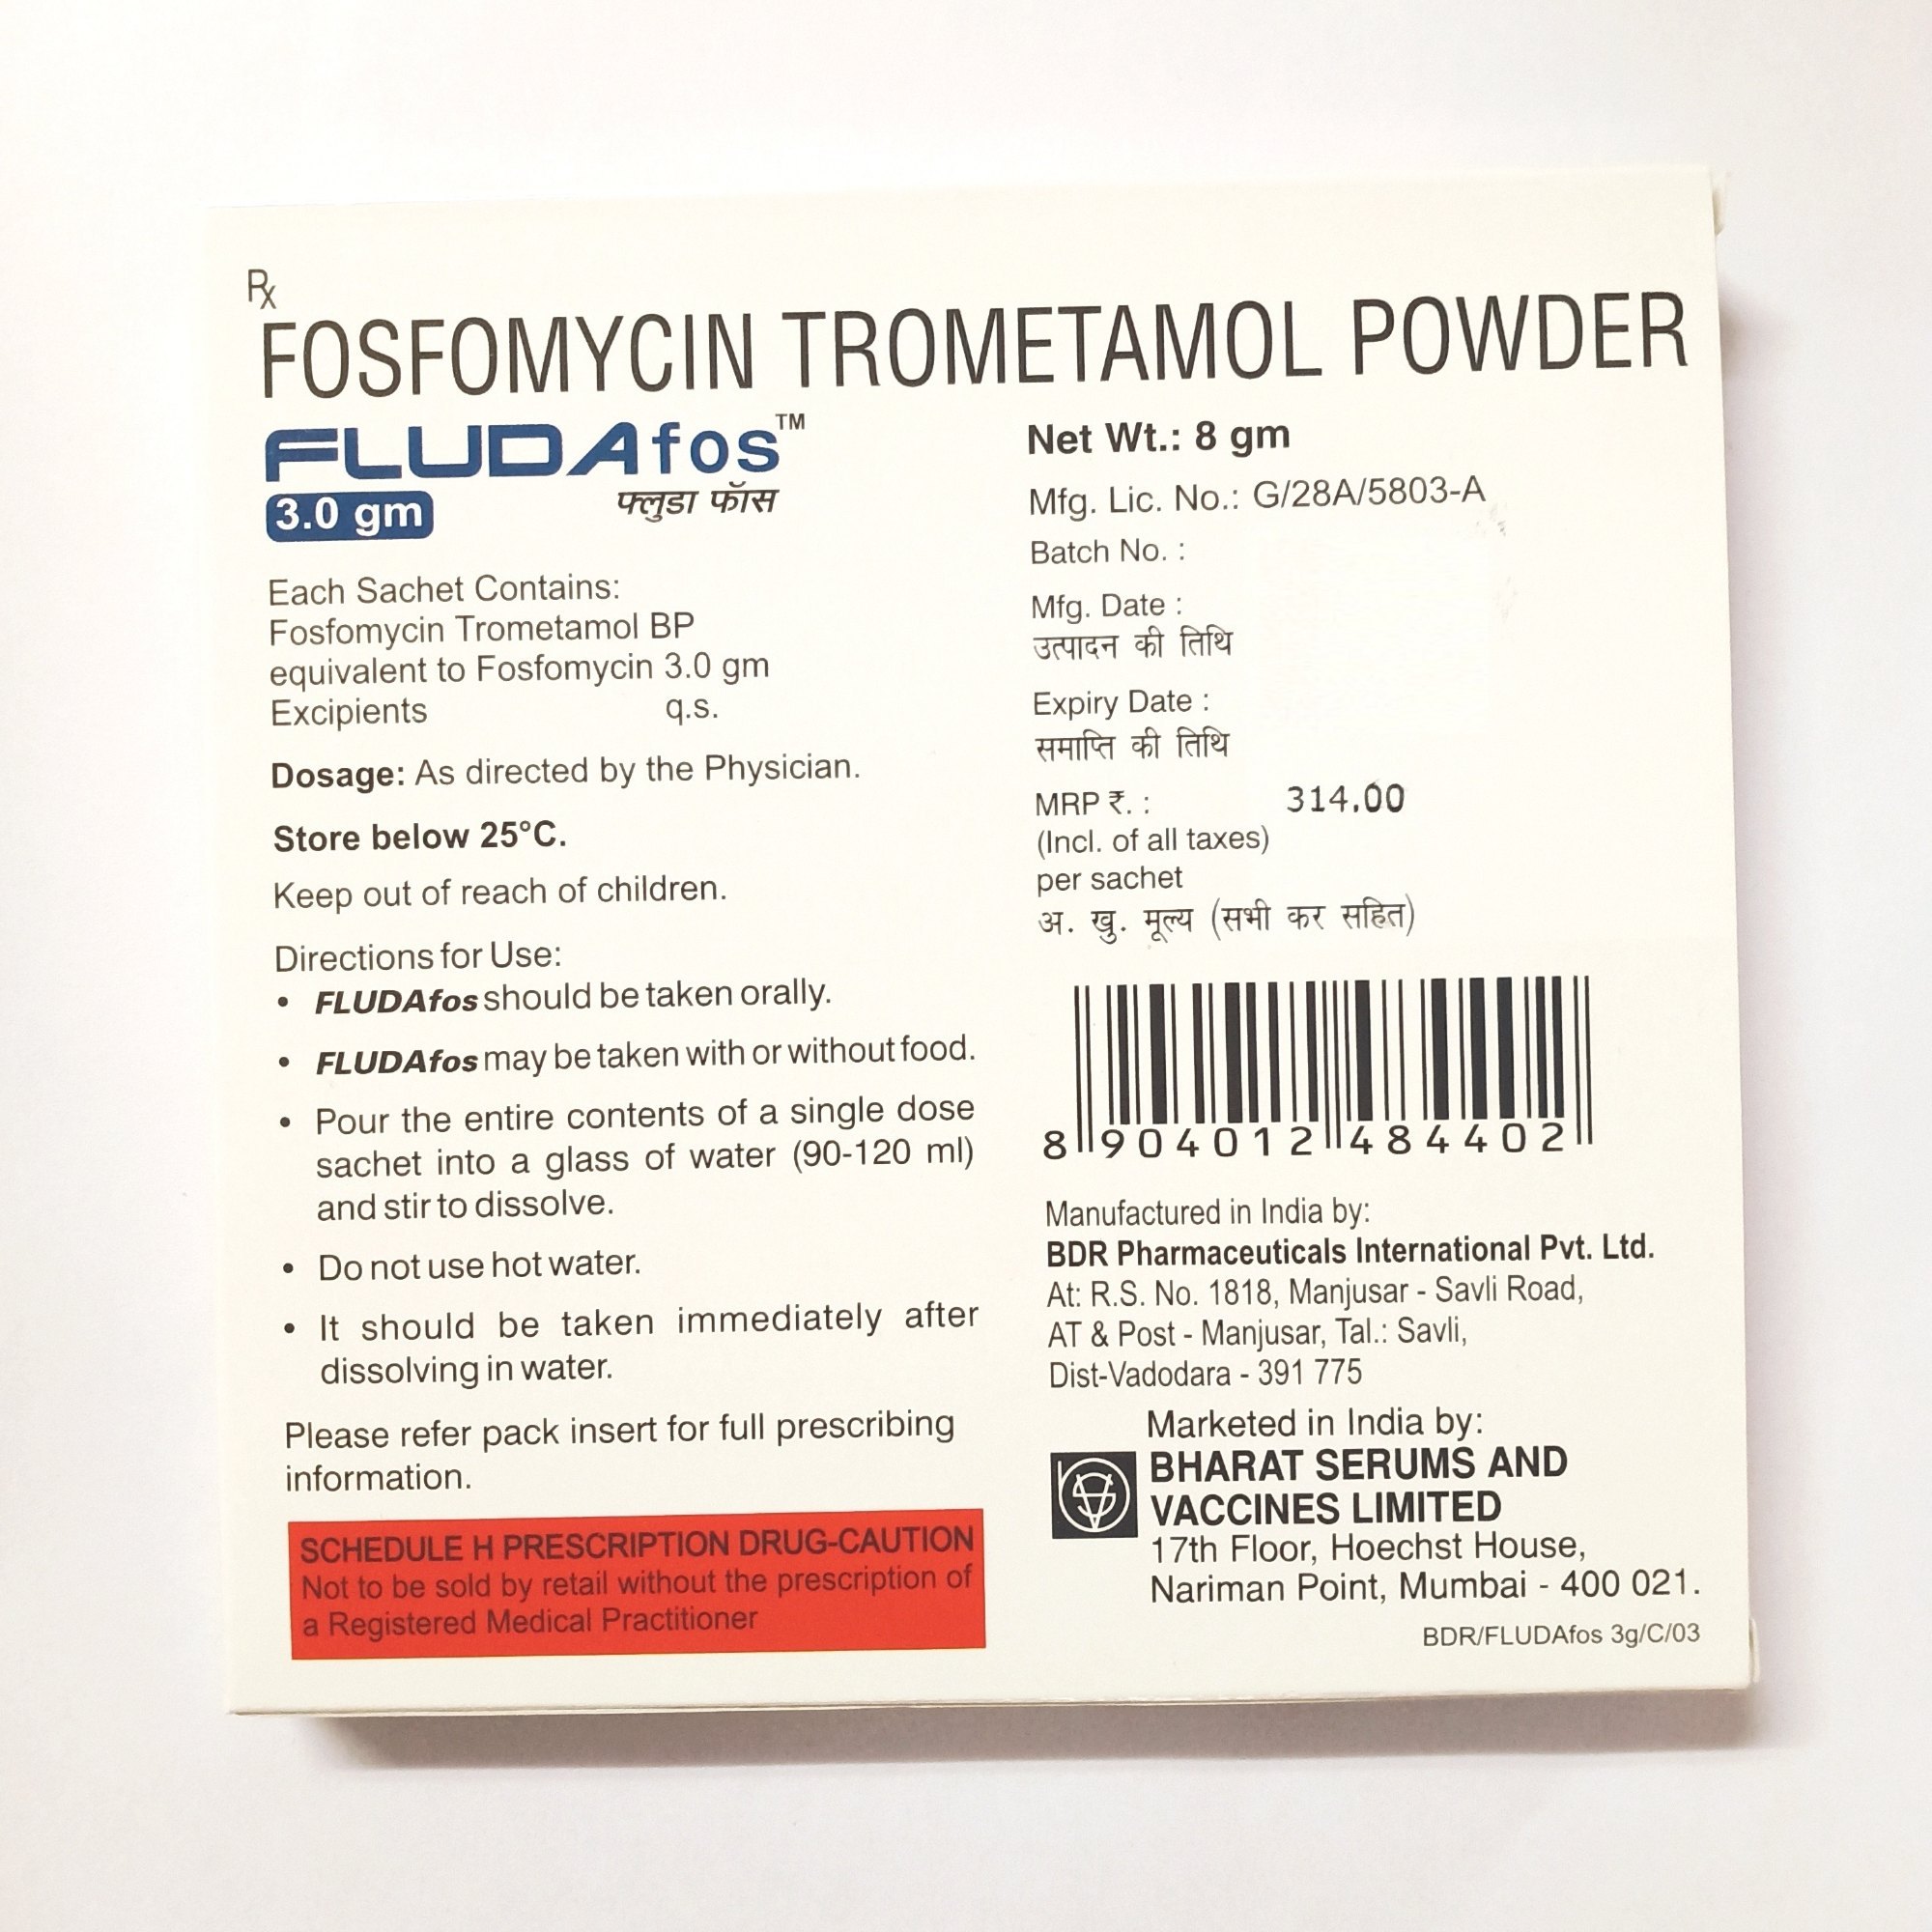 Rx
FOSFOMYCIN TROMETAMOL POWDER
FLUDAfos™
3.0 gm
फ्लुडा फॉस
Each Sachet Contains:
Fosfomycin Trometamol BP
equivalent to Fosfomycin 3.0 gm
Excipients q.s.
Dosage: As directed by the Physician.
Store below 25°C.
Keep out of reach of children.
Directions for Use:
• FLUDAfos should be taken orally.
• FLUDAfos may be taken with or without food.
• Pour the entire contents of a single dose
sachet into a glass of water (90-120 ml)
and stir to dissolve.
• Do not use hot water.
• It should be taken immediately after
dissolving in water.
Please refer pack insert for full prescribing
information.
SCHEDULE H PRESCRIPTION DRUG-CAUTION
Not to be sold by retail without the prescription of
a Registered Medical Practitioner
Net Wt.: 8 gm
Mfg. Lic. No.: G/28A/5803-A
Batch No. :
Mfg. Date :
उत्पादन की तिथि
Expiry Date :
समाप्ति की तिथि
MRP ₹. : 314.00
(Incl. of all taxes)
per sachet
अ. खु. मूल्य (सभी कर सहित)
8 904012 484402
Manufactured in India by:
BDR Pharmaceuticals International Pvt. Ltd.
At: R.S. No. 1818, Manjusar - Savli Road,
AT & Post - Manjusar, Tal.: Savli,
Dist-Vadodara - 391 775
Marketed in India by:
BHARAT SERUMS AND
VACCINES LIMITED
17th Floor, Hoechst House,
Nariman Point, Mumbai - 400 021.
BDR/FLUDAfos 3g/C/03